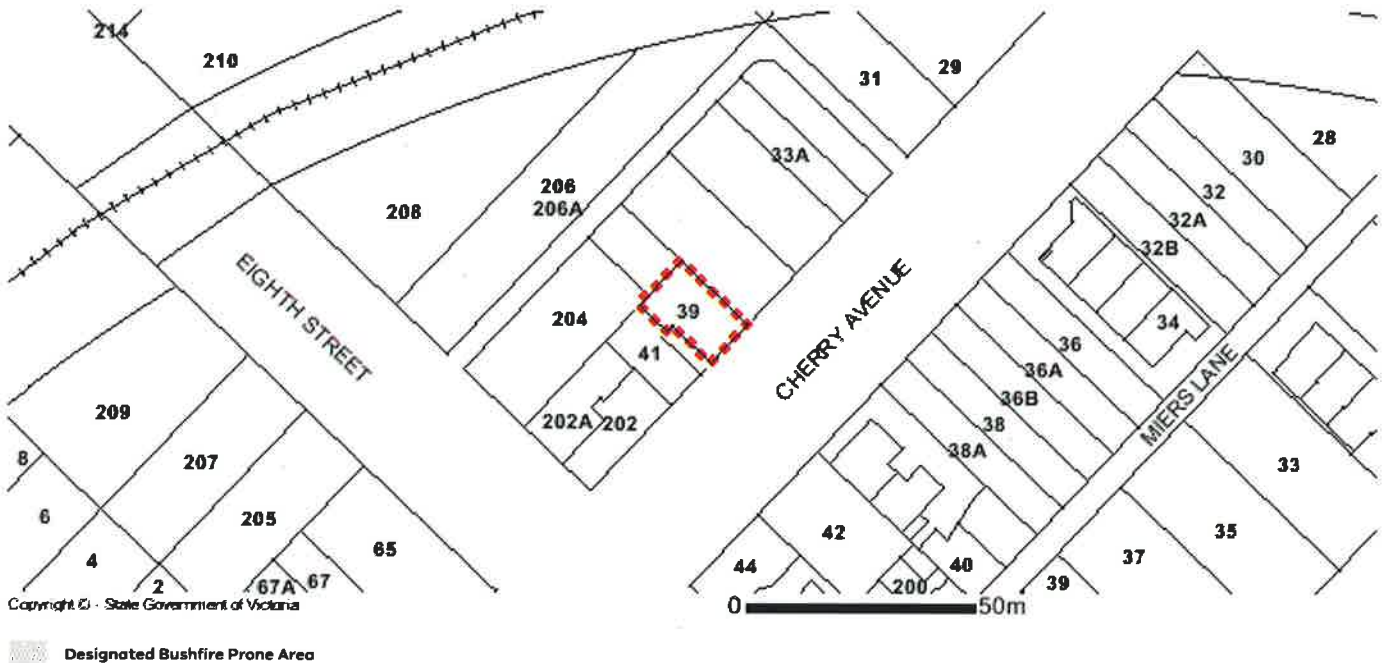 214
210
31
29
33A
28
30
206
206A
32
208
32A
32B
EIGHTH STREET
39
204
CHERRY AVENUE
34
41
36
36A
MIERS LANE
36B
209
202A
202
38
38A
8
207
33
6
205
42
35
65
4
44
40
37
2
67A
67
200
39
Copyright © - State Government of Victoria
0
50m
Designated Bushfire Prone Area